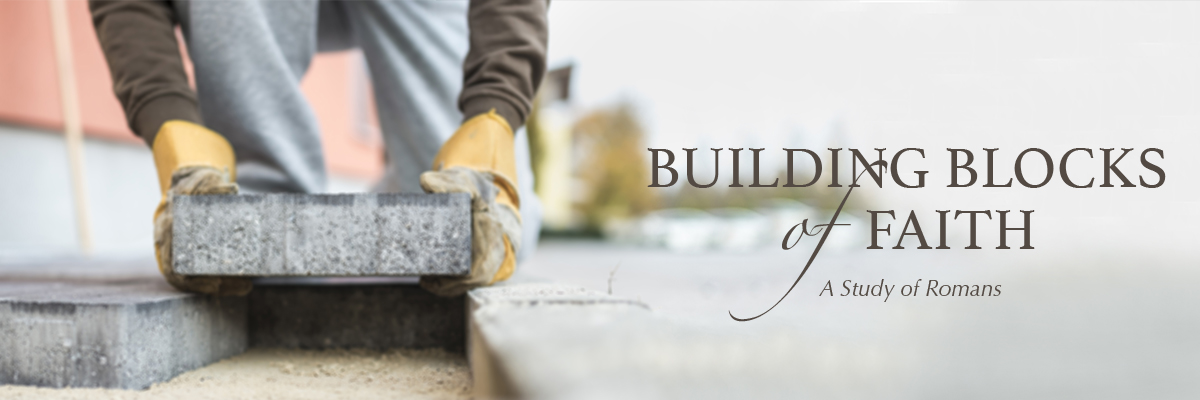 BUILDING BLOCKS
of FAITH
A Study of Romans